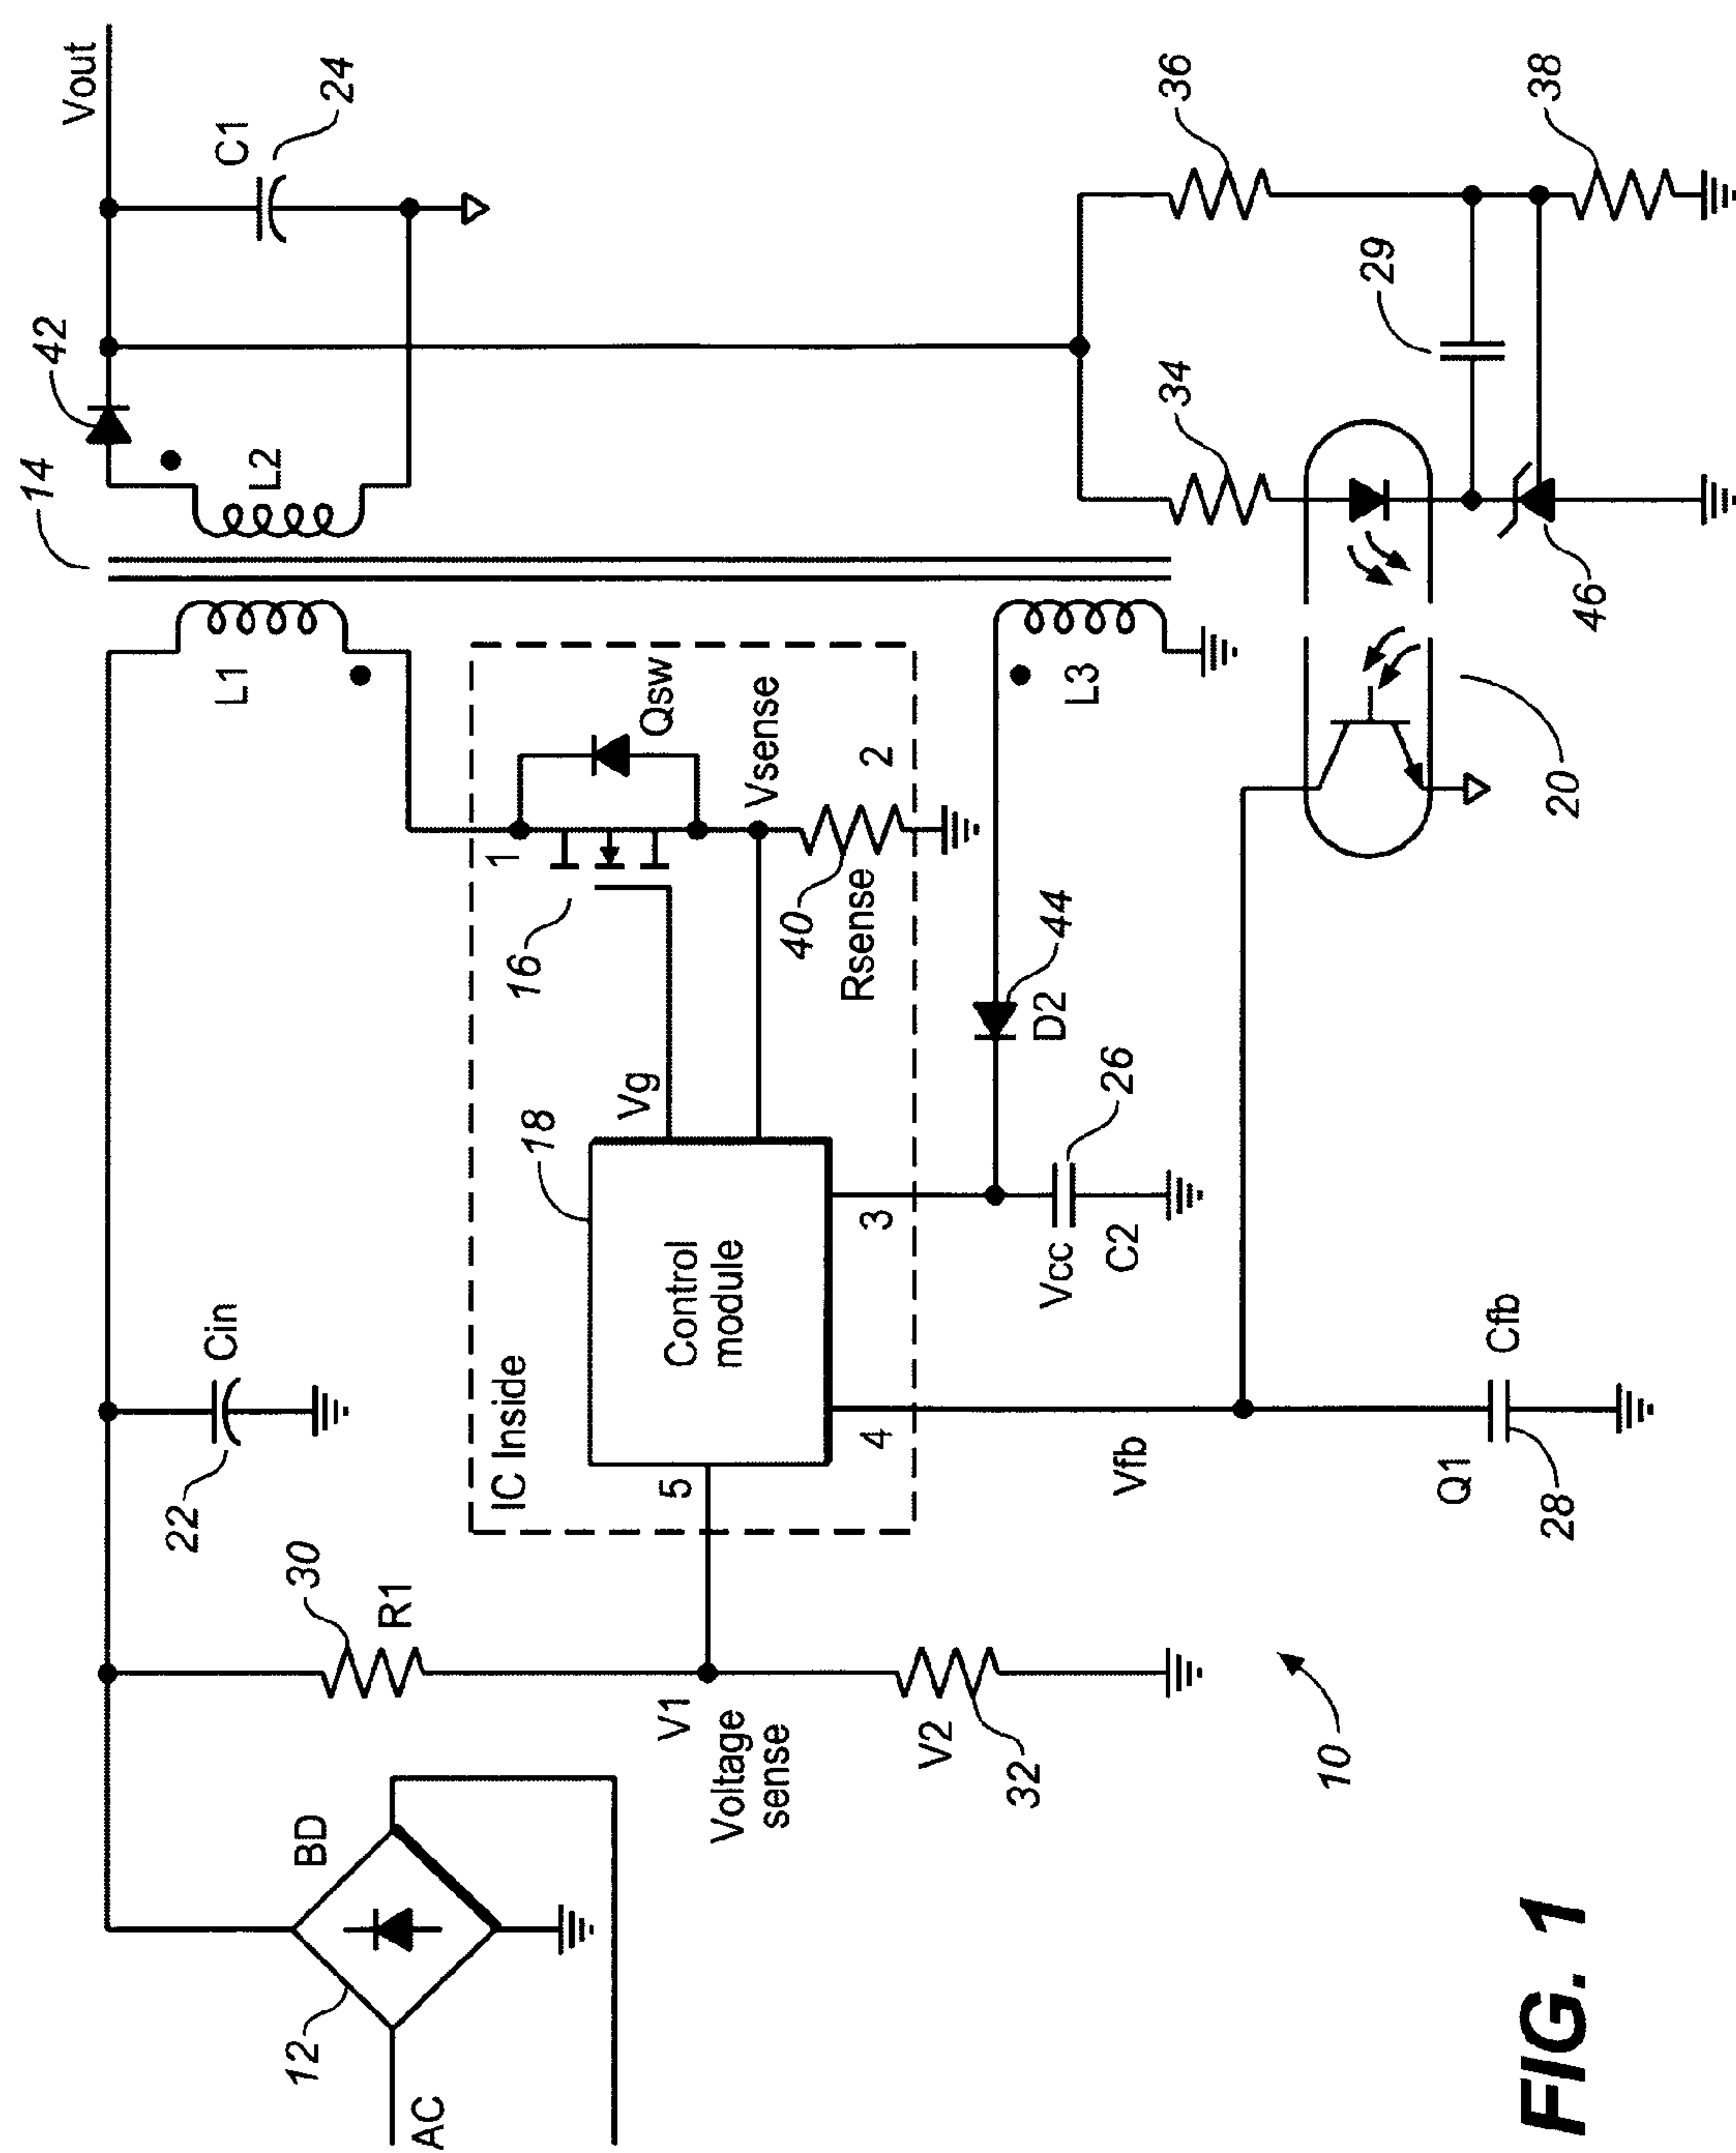 14
42
Vout
C1
24
L1
L2
22
Cin
30
R1
BD
12
AC
IC Inside
16
1
Qsw
Vsense
18
Vg
Control
module
5
4
3
2
40
Rsense
V1
Voltage
sense
V2
32
L3
44
D2
Vcc
26
C2
Vfb
Q1
Cfb
28
20
34
36
29
46
38
10
FIG. 1